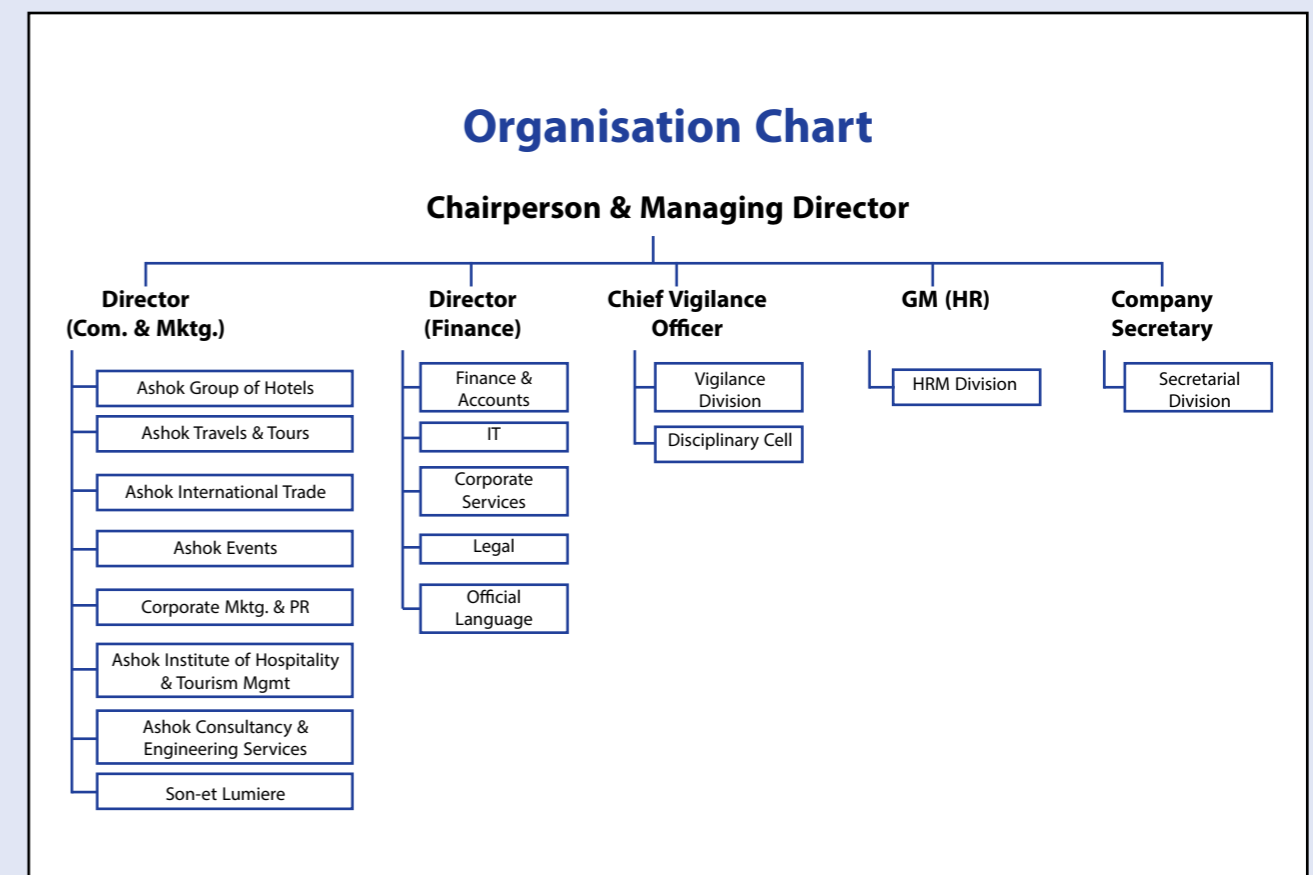 Organisation Chart
Chairperson & Managing Director
Director
(Com. & Mktg.)
Ashok Group of Hotels
Ashok Travels & Tours
Ashok International Trade
Ashok Events
Corporate Mktg. & PR
Ashok Institute of Hospitality
& Tourism Mgmt
Ashok Consultancy &
Engineering Services
Son-et Lumiere
Director
(Finance)
Finance &
Accounts
IT
Corporate
Services
Legal
Official
Language
Chief Vigilance
Officer
Vigilance
Division
Disciplinary Cell
GM (HR)
HRM Division
Company
Secretary
Secretarial
Division